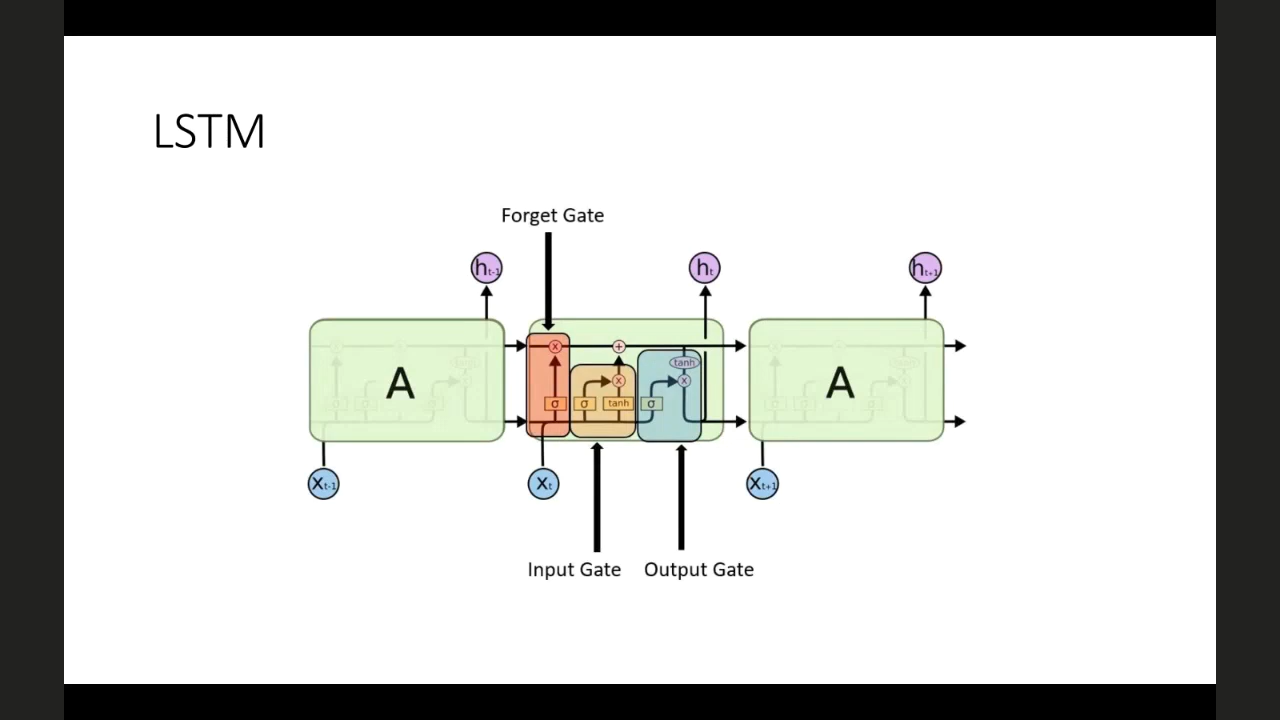 LSTM
Forget Gate
hₜ₋₁ hₜ hₜ₊₁
x + tanh
A x x A
σ σ tanh σ
xₜ₋₁ xₜ xₜ₊₁
Input Gate Output Gate